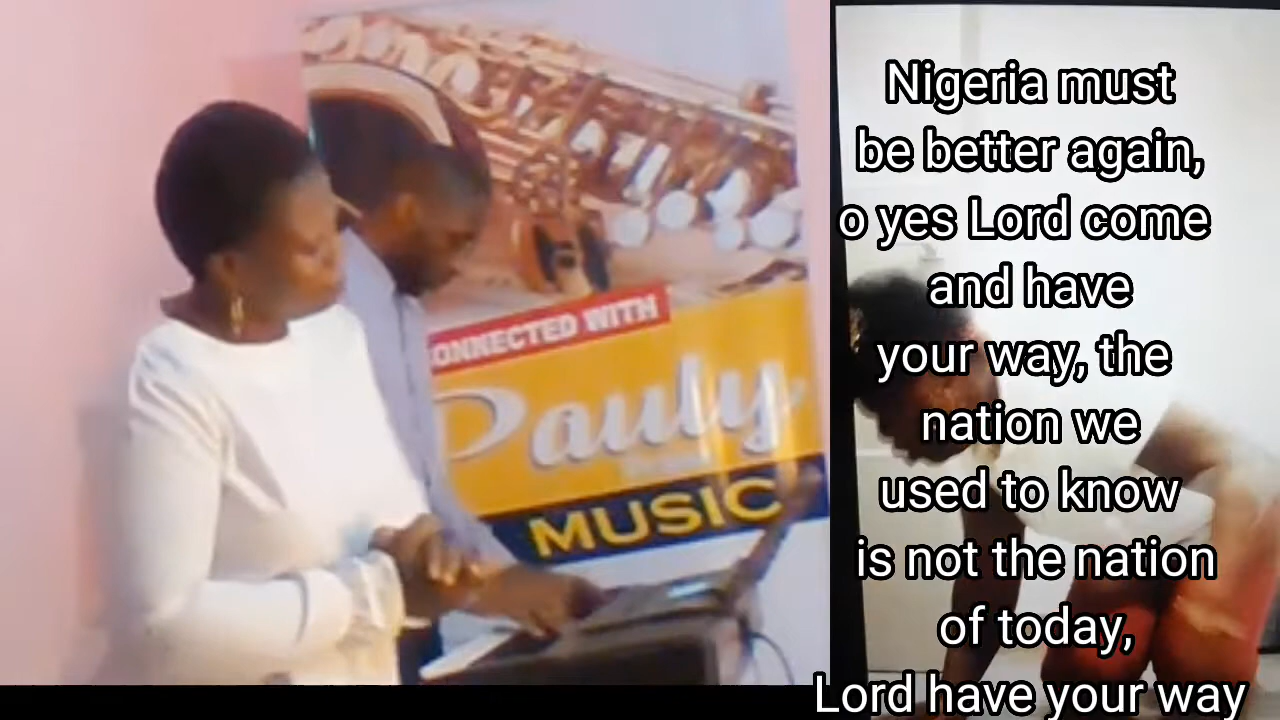 ONNECTED WITH
Pauly
MUSIC
Nigeria must
be better again,
o yes Lord come
and have
your way, the
nation we
used to know
is not the nation
of today,
Lord have your way